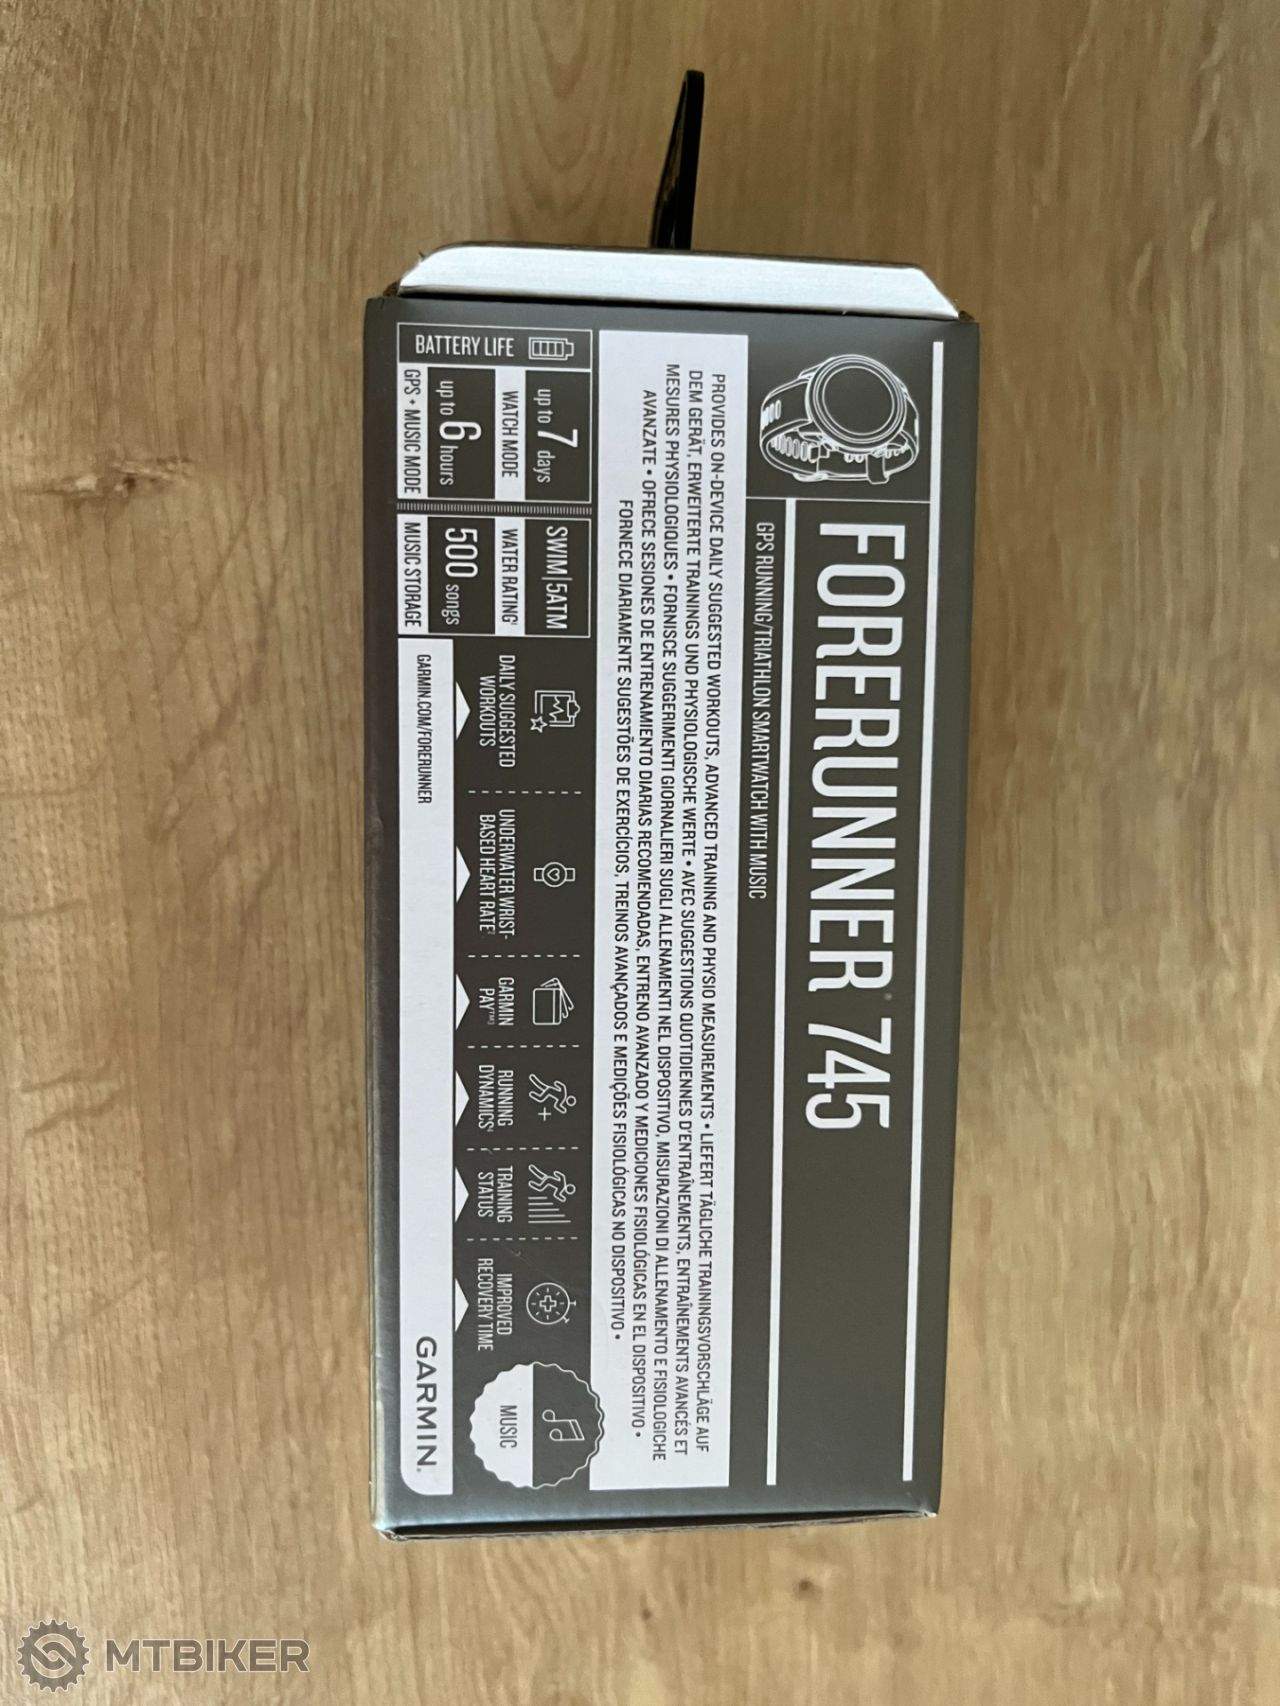 FORERUNNER® 745
GPS RUNNING/TRIATHLON SMARTWATCH WITH MUSIC
PROVIDES ON-DEVICE DAILY SUGGESTED WORKOUTS, ADVANCED TRAINING AND PHYSIO MEASUREMENTS • LIEFERT TÄGLICHE TRAININGSVORSCHLÄGE AUF
DEM GERÄT, ERWEITERTE TRAININGS UND PHYSIOLOGISCHE WERTE • AVEC SUGGESTIONS QUOTIDIENNES D'ENTRAÎNEMENTS, ENTRAÎNEMENTS AVANCÉS ET
MESURES PHYSIOLOGIQUES • FORNISCE SUGGERIMENTI GIORNALIERI SUGLI ALLENAMENTI NEL DISPOSITIVO, MISURAZIONI DI ALLENAMENTO E FISIOLOGICHE
AVANZATE • OFRECE SESIONES DE ENTRENAMIENTO DIARIAS RECOMENDADAS, ENTRENO AVANZADO Y MEDICIONES FISIOLÓGICAS EN EL DISPOSITIVO •
FORNECE DIARIAMENTE SUGESTÕES DE EXERCÍCIOS, TREINOS AVANÇADOS E MEDIÇÕES FISIOLÓGICAS NO DISPOSITIVO •
BATTERY LIFE
up to 7 days
WATCH MODE
up to 6 hours
GPS + MUSIC MODE
SWIM|5ATM
WATER RATING¹
500 songs
MUSIC STORAGE
DAILY SUGGESTED
WORKOUTS
UNDERWATER WRIST-
BASED HEART RATE²
GARMIN
PAY™³
RUNNING
DYNAMICS⁴
TRAINING
STATUS
IMPROVED
RECOVERY TIME
MUSIC
GARMIN.COM/FORERUNNER
GARMIN.
MTBIKER